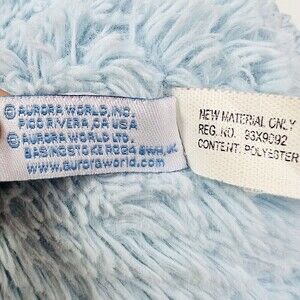 © AURORA WORLD, INC.
PICO RIVERA, CA USA
© AURORA WORLD LTD.
BASINGSTOKE RG24 8WH, UK
www.auroraworld.com
NEW MATERIAL ONLY
REG. NO. 93X9092
CONTENT: POLYESTER